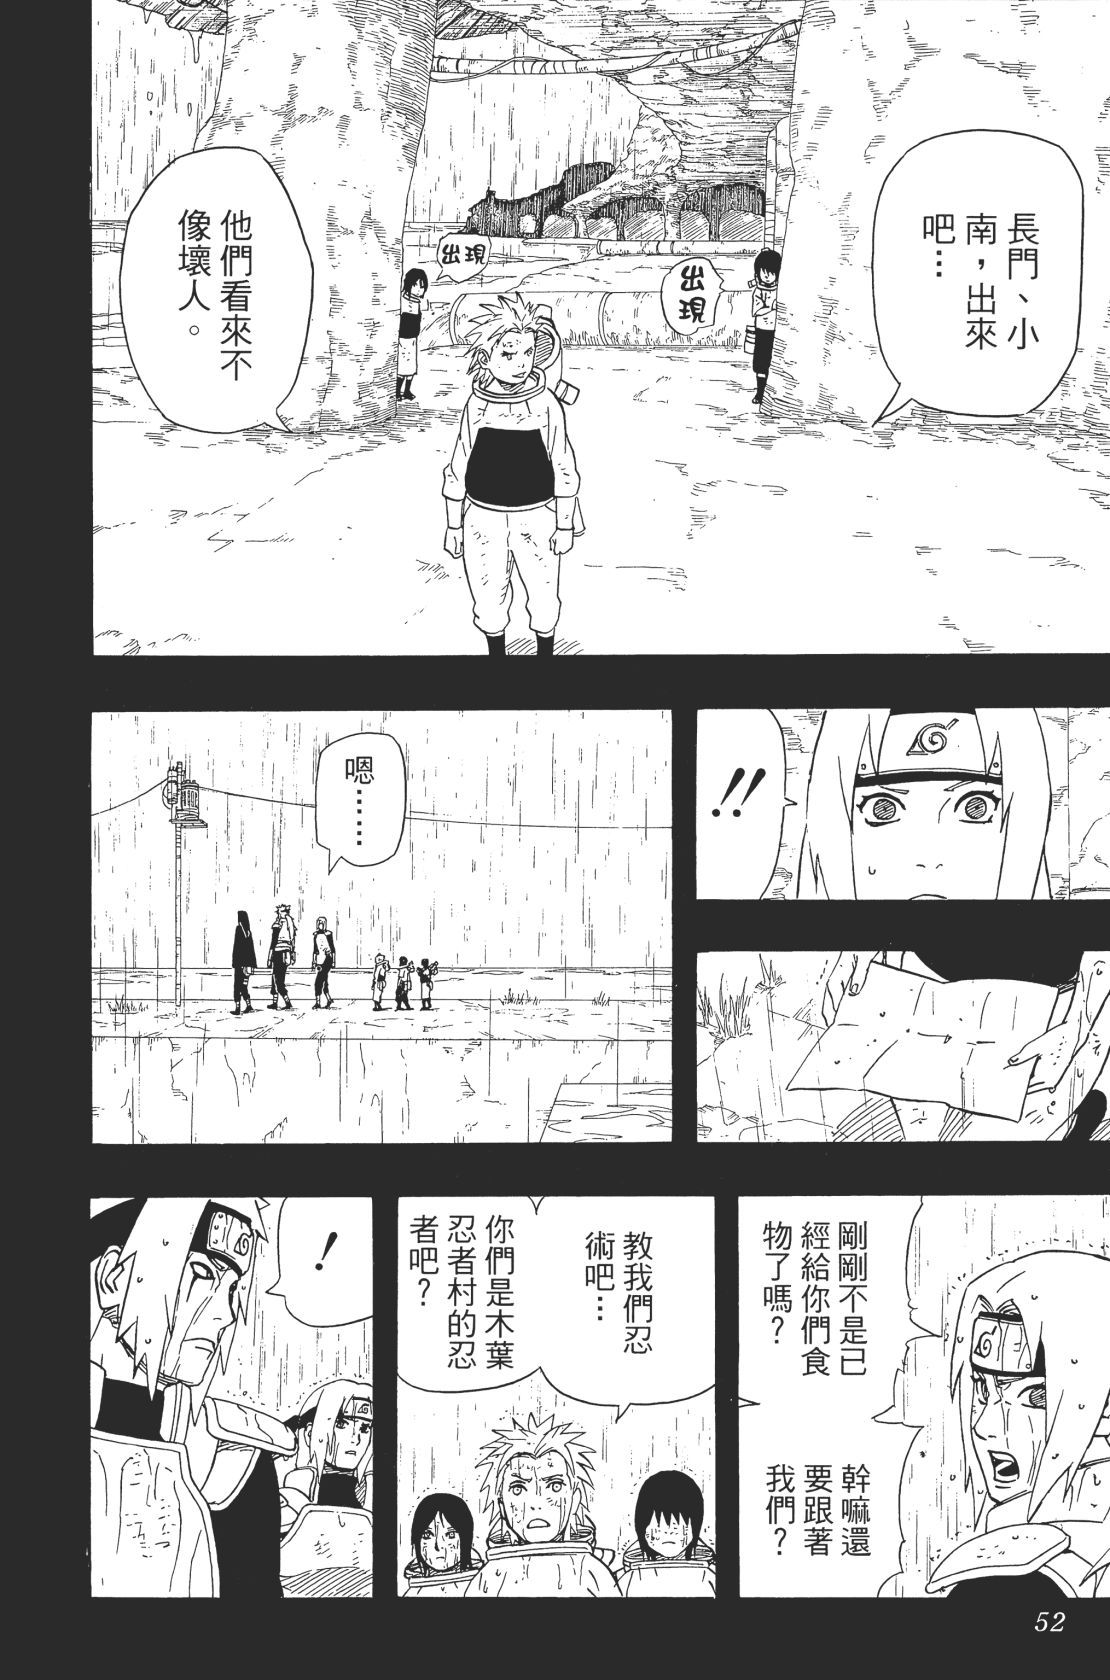 長門、小
南，出來
吧⋯
出現
出現
他們看來不
像壞人。
!!
嗯⋯⋯
剛剛不是已
經給你們食
物了嗎？
幹嘛還
要跟著
我們？
教我們忍
術吧⋯
你們是木葉
忍者村的忍
者吧？
！
52